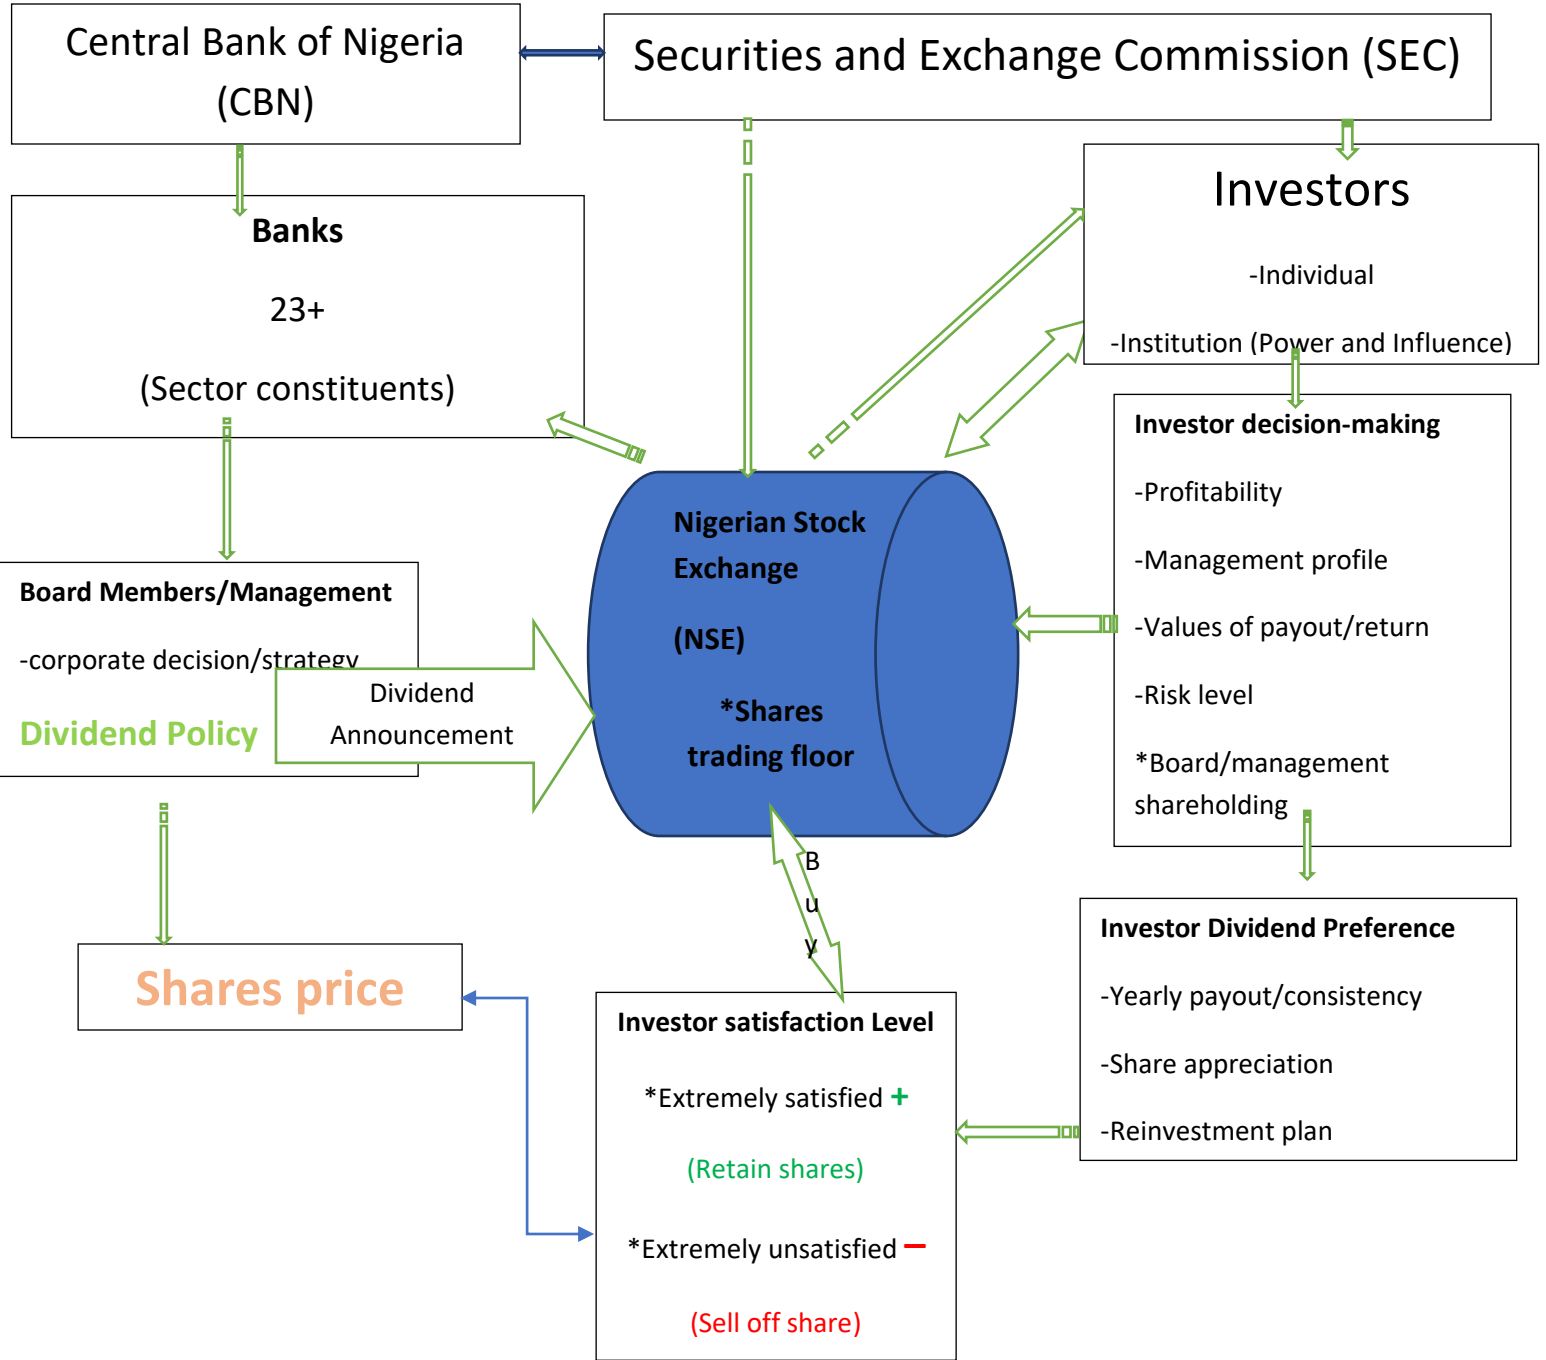 Central Bank of Nigeria
(CBN)
Securities and Exchange Commission (SEC)
Investors
-Individual
-Institution (Power and Influence)
Banks
23+
(Sector constituents)
Investor decision-making
-Profitability
-Management profile
-Values of payout/return
-Risk level
*Board/management
shareholding
Nigerian Stock
Exchange
(NSE)
*Shares
trading floor
Board Members/Management
-corporate decision/strategy
Dividend Policy
Dividend
Announcement
B
u
y
Investor Dividend Preference
-Yearly payout/consistency
-Share appreciation
-Reinvestment plan
Shares price
Investor satisfaction Level
*Extremely satisfied +
(Retain shares)
*Extremely unsatisfied –
(Sell off share)